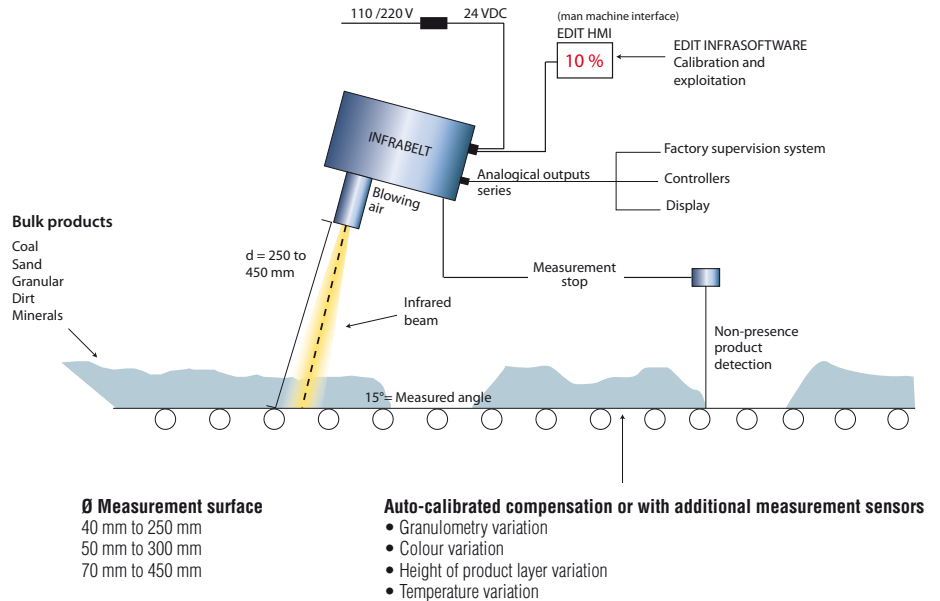 110 /220 V
24 VDC
(man machine interface)
EDIT HMI
10 %
EDIT INFRASOFTWARE
Calibration and
exploitation
INFRABELT
Factory supervision system
Analogical outputs
series
Controllers
Display
Blowing
air
Bulk products
Coal
Sand
Granular
Dirt
Minerals
d = 250 to
450 mm
Measurement
stop
Infrared
beam
Non-presence
product
detection
15°= Measured angle
Ø Measurement surface
40 mm to 250 mm
50 mm to 300 mm
70 mm to 450 mm
Auto-calibrated compensation or with additional measurement sensors
• Granulometry variation
• Colour variation
• Height of product layer variation
• Temperature variation